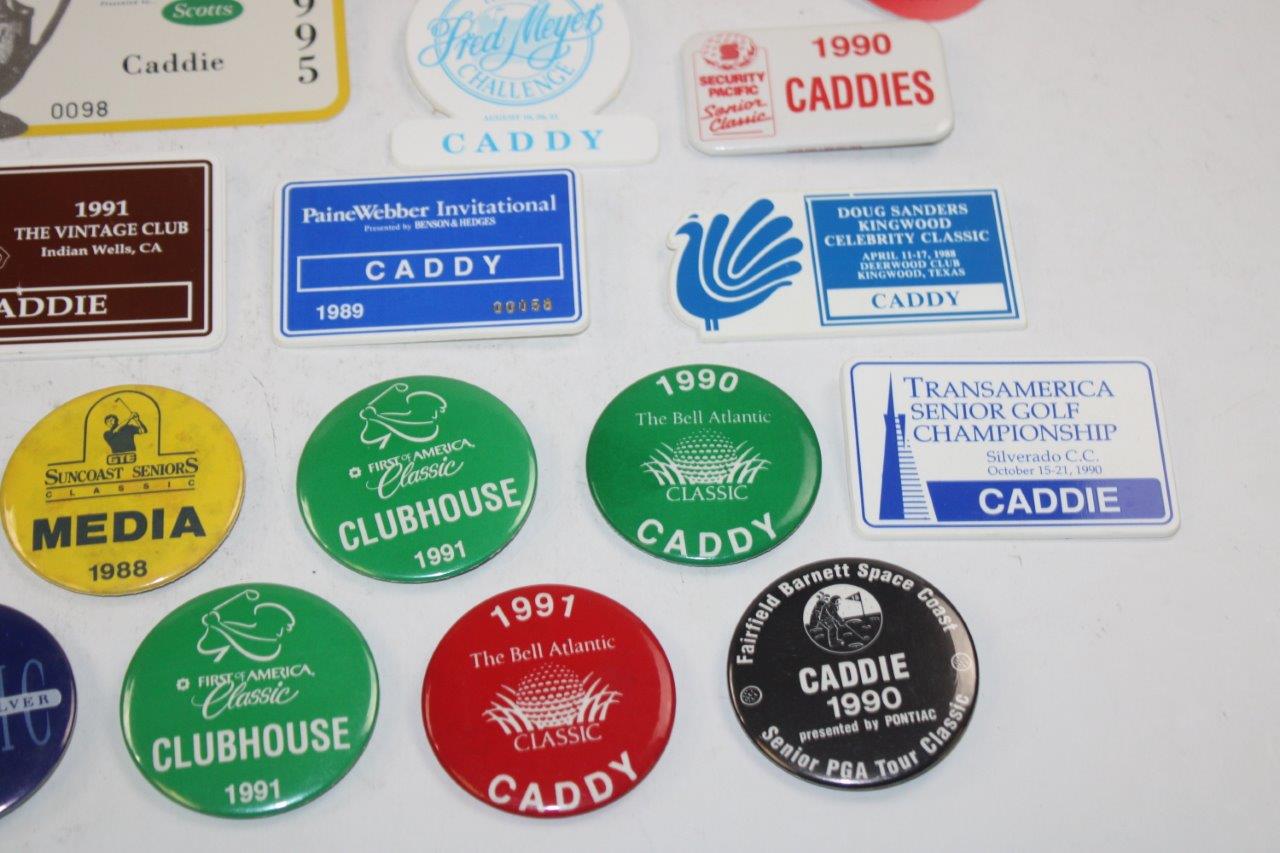 Presented by
Scotts
Caddie
0098
995
Fred Meyer
CHALLENGE
CADDY
SECURITY
PACIFIC
Senior
Classic
1990
CADDIES
1991
THE VINTAGE CLUB
Indian Wells, CA
ADDIE
PaineWebber Invitational
Presented by BENSON & HEDGES
CADDY
1989
00058
DOUG SANDERS
KINGWOOD
CELEBRITY CLASSIC
APRIL 11-17, 1988
DEERWOOD CLUB
KINGWOOD, TEXAS
CADDY
GTE
SUNCOAST SENIORS
CLASSIC
MEDIA
1988
FIRST OF AMERICA
Classic
CLUBHOUSE
1991
1990
The Bell Atlantic
CLASSIC
CADDY
TRANSAMERICA
SENIOR GOLF
CHAMPIONSHIP
Silverado C.C.
October 15-21, 1990
CADDIE
IC
LVER
FIRST OF AMERICA
Classic
CLUBHOUSE
1991
1991
The Bell Atlantic
CLASSIC
CADDY
Fairfield Barnett Space Coast
CADDIE
1990
presented by PONTIAC
Senior PGA Tour Classic